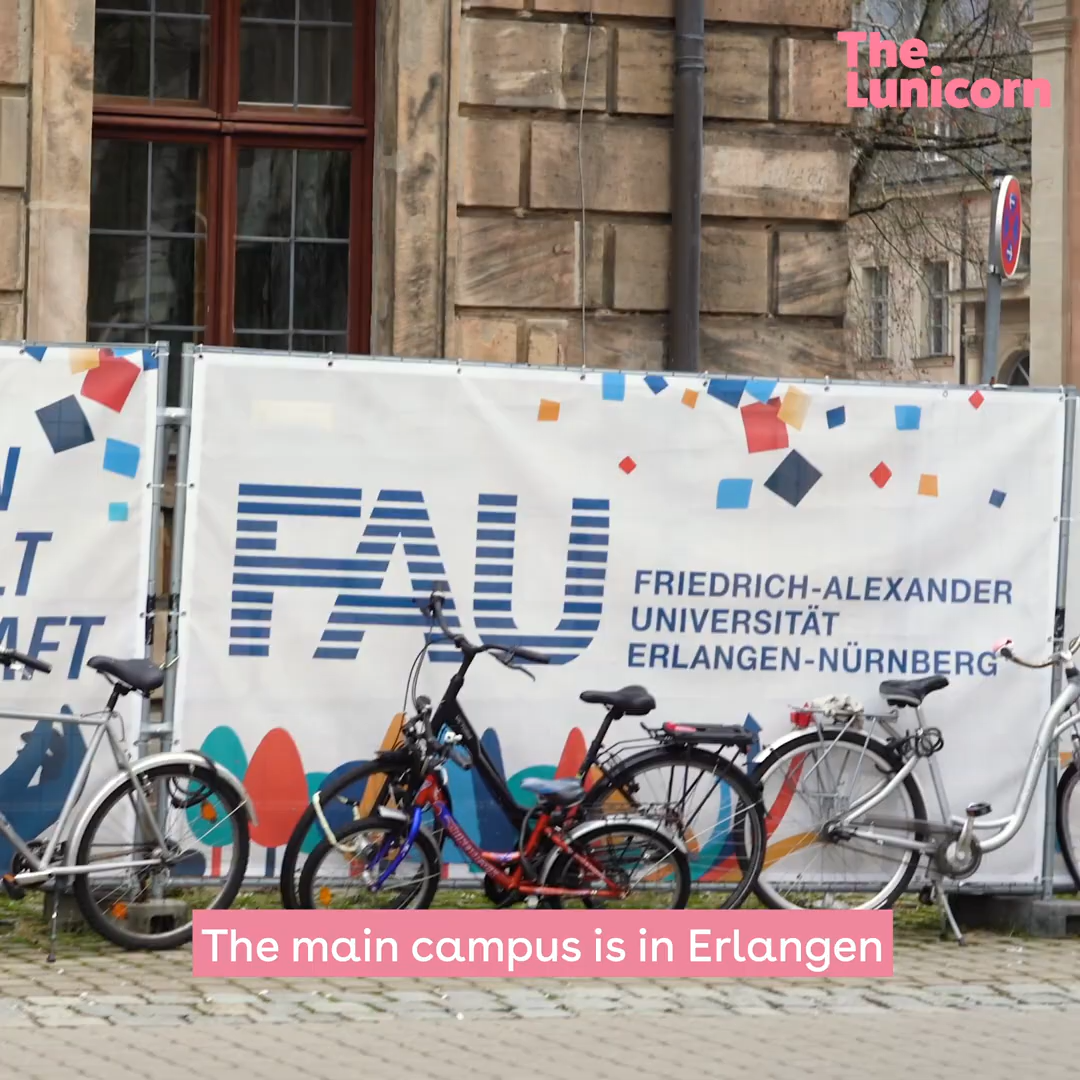 The
Lunicorn
FAU
FRIEDRICH-ALEXANDER
UNIVERSITÄT
ERLANGEN-NÜRNBERG
The main campus is in Erlangen